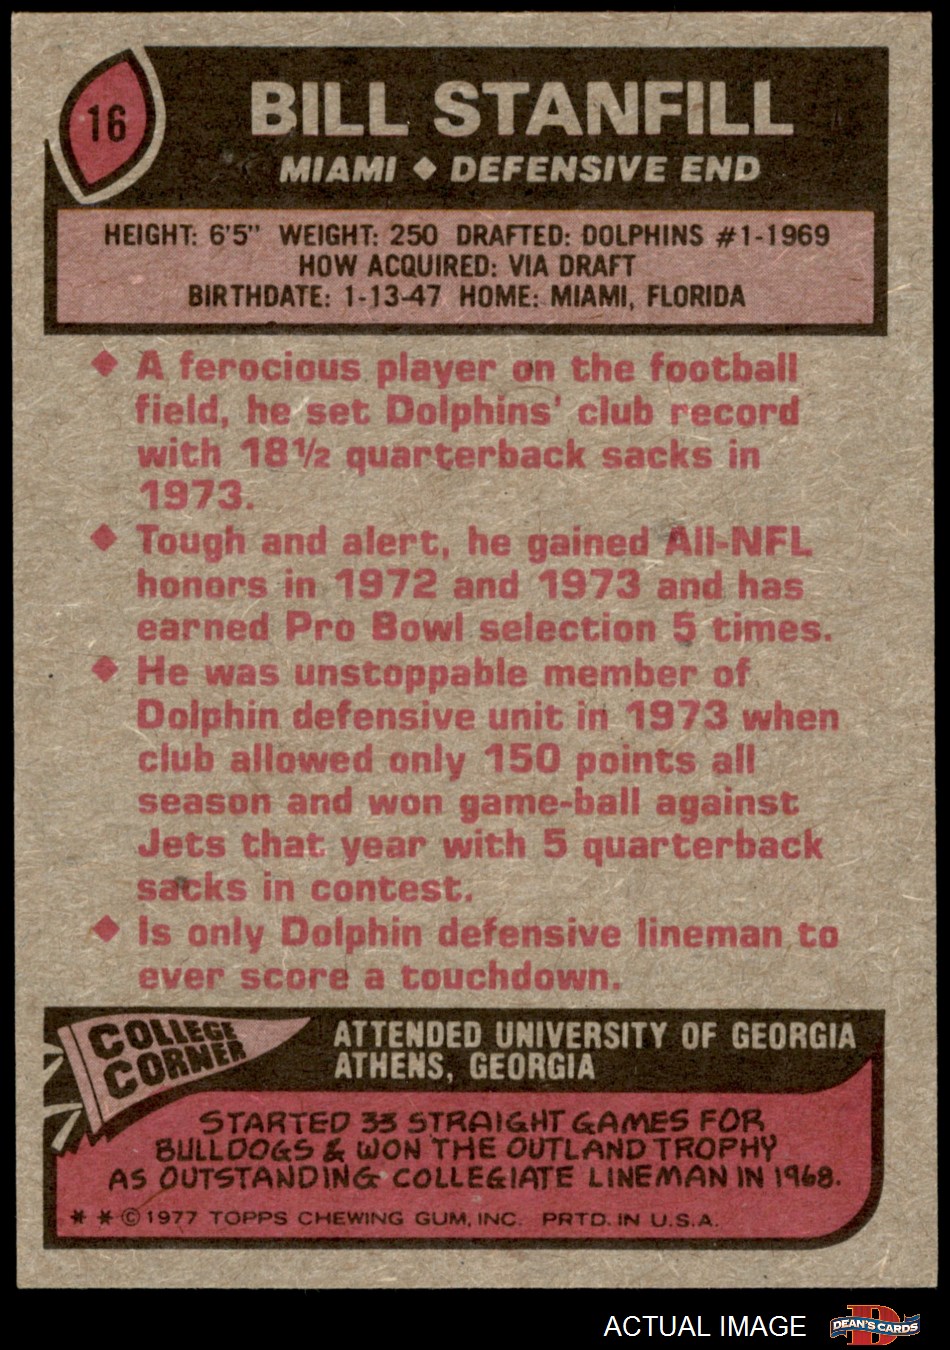 16
BILL STANFILL
MIAMI ◆ DEFENSIVE END
HEIGHT: 6'5" WEIGHT: 250 DRAFTED: DOLPHINS #1-1969
HOW ACQUIRED: VIA DRAFT
BIRTHDATE: 1-13-47 HOME: MIAMI, FLORIDA
◆ A ferocious player on the football
field, he set Dolphins' club record
with 18½ quarterback sacks in
1973.
◆ Tough and alert, he gained All-NFL
honors in 1972 and 1973 and has
earned Pro Bowl selection 5 times.
◆ He was unstoppable member of
Dolphin defensive unit in 1973 when
club allowed only 150 points all
season and won game-ball against
Jets that year with 5 quarterback
sacks in contest.
◆ Is only Dolphin defensive lineman to
ever score a touchdown.
COLLEGE
CORNER
ATTENDED UNIVERSITY OF GEORGIA
ATHENS, GEORGIA
STARTED 33 STRAIGHT GAMES FOR
BULLDOGS & WON THE OUTLAND TROPHY
AS OUTSTANDING COLLEGIATE LINEMAN IN 1968.
* * © 1977 TOPPS CHEWING GUM, INC. PRTD. IN U.S.A.
ACTUAL IMAGE
D
DEAN'S CARDS